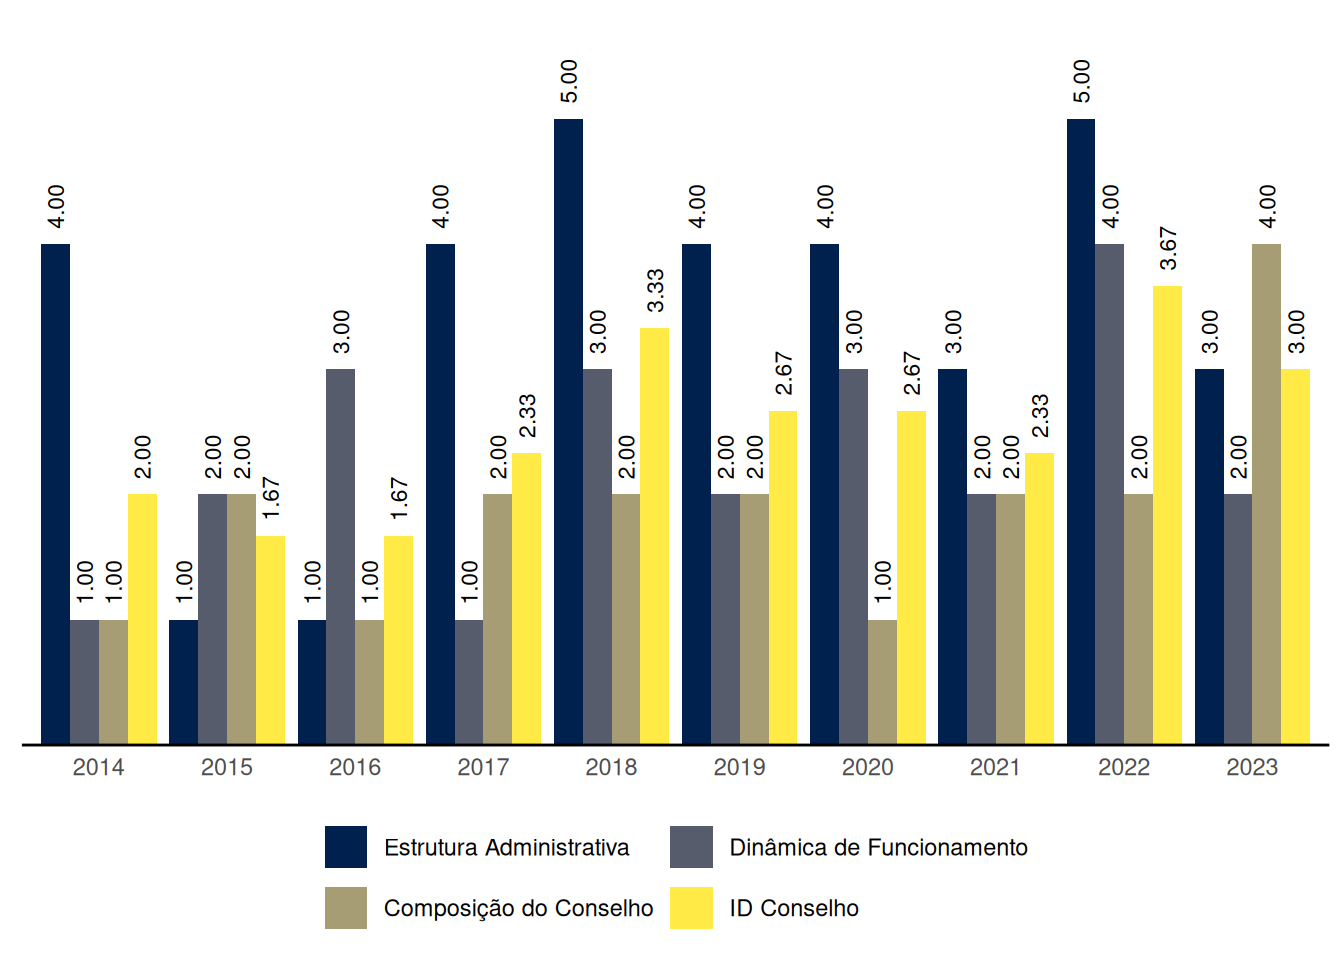 4.00 1.00 1.00 2.00
1.00 2.00 2.00 1.67
1.00 3.00 1.00 1.67
4.00 1.00 2.00 2.33
5.00 3.00 2.00 3.33
4.00 2.00 2.00 2.67
4.00 3.00 1.00 2.67
3.00 2.00 2.00 2.33
5.00 4.00 2.00 3.67
3.00 2.00 4.00 3.00
2014 2015 2016 2017 2018 2019 2020 2021 2022 2023
Estrutura Administrativa Dinâmica de Funcionamento
Composição do Conselho ID Conselho